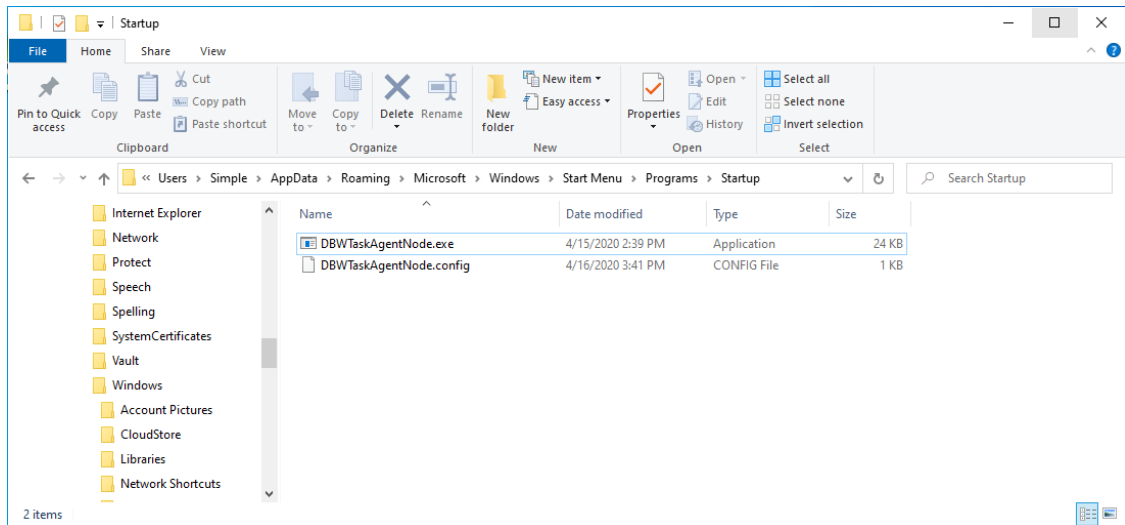 Startup
File Home Share View
Pin to Quick access
Copy
Paste
Cut
Copy path
Paste shortcut
Clipboard
Move to
Copy to
Delete
Rename
Organize
New folder
New item
Easy access
New
Properties
Open
Edit
History
Open
Select all
Select none
Invert selection
Select
« Users › Simple › AppData › Roaming › Microsoft › Windows › Start Menu › Programs › Startup
Search Startup
Internet Explorer
Network
Protect
Speech
Spelling
SystemCertificates
Vault
Windows
Account Pictures
CloudStore
Libraries
Network Shortcuts
Name Date modified Type Size
DBWTaskAgentNode.exe 4/15/2020 2:39 PM Application 24 KB
DBWTaskAgentNode.config 4/16/2020 3:41 PM CONFIG File 1 KB
2 items